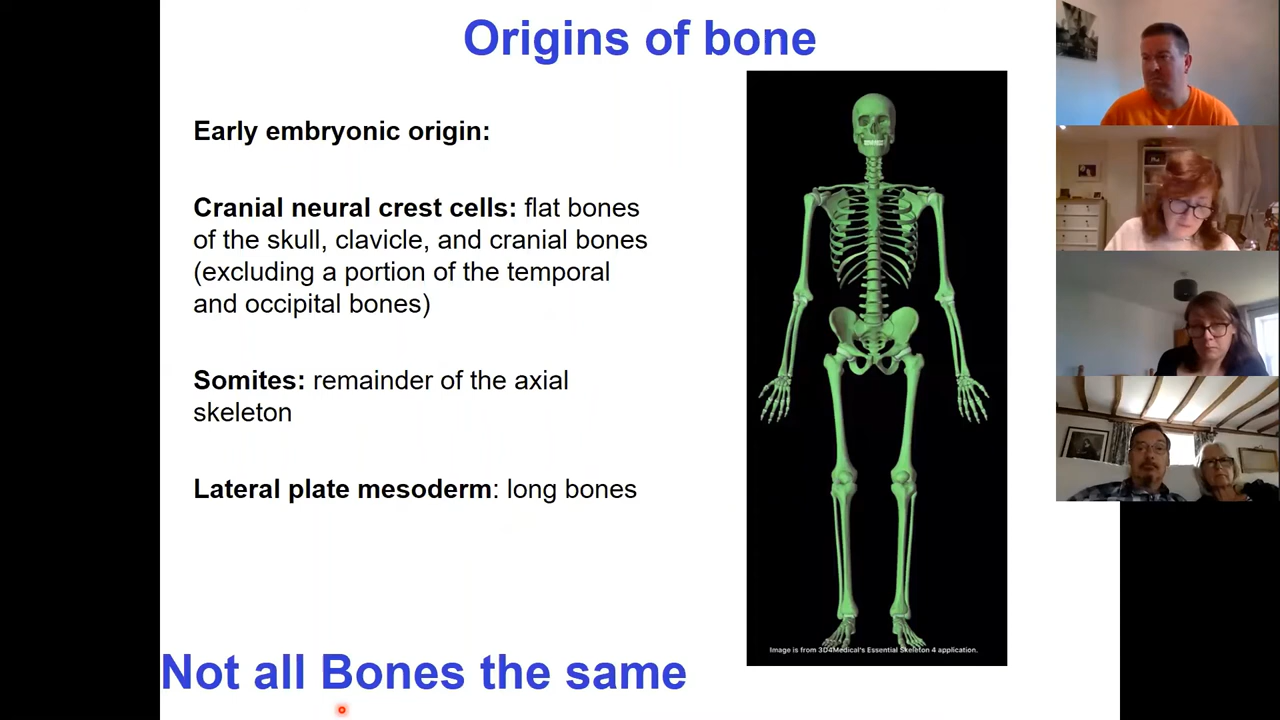 Origins of bone
Early embryonic origin:
Cranial neural crest cells: flat bones
of the skull, clavicle, and cranial bones
(excluding a portion of the temporal
and occipital bones)
Somites: remainder of the axial
skeleton
Lateral plate mesoderm: long bones
Image is from 3D4Medical's Essential Skeleton 4 application.
Not all Bones the same